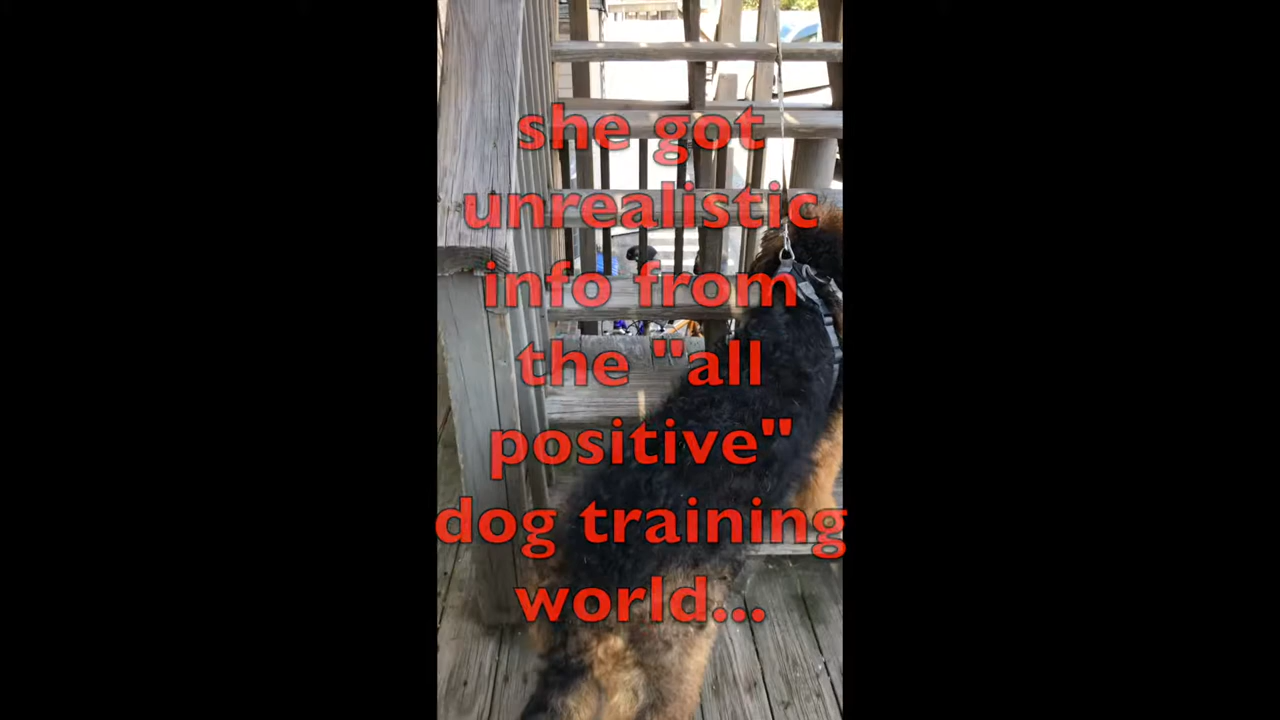 she got
unrealistic
info from
the "all
positive"
dog training
world...